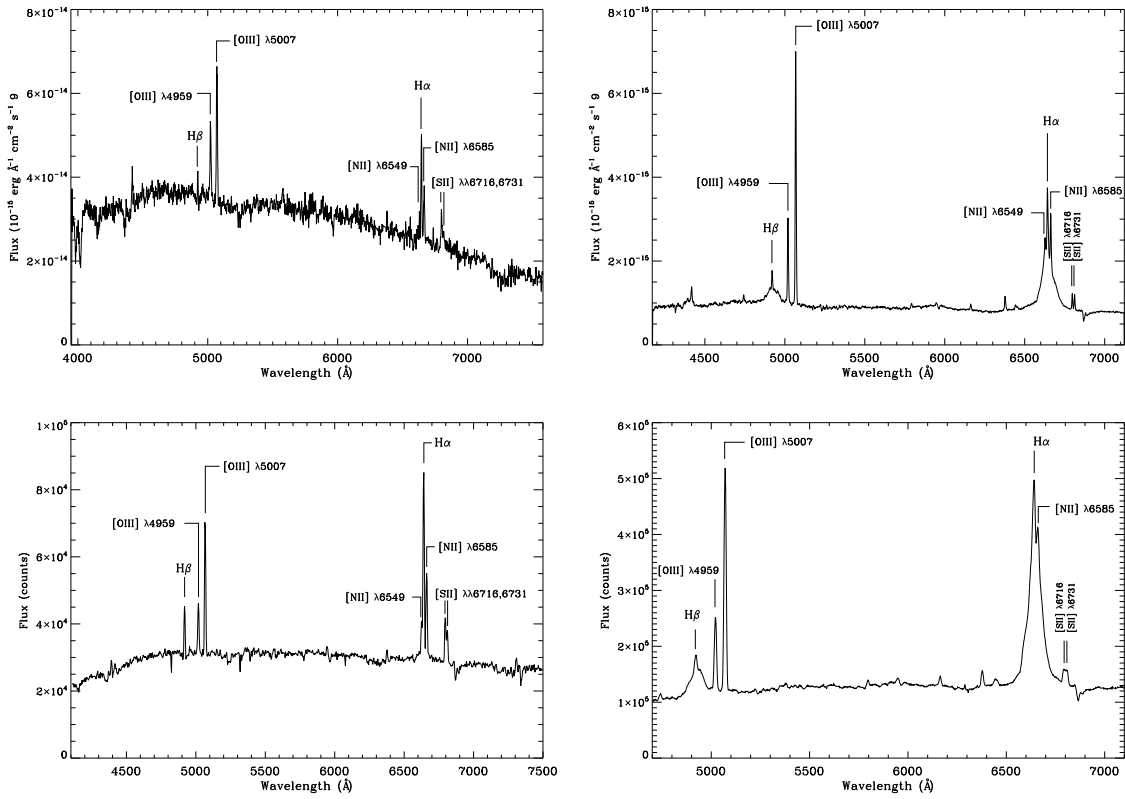 8×10⁻¹⁴
6×10⁻¹⁴
4×10⁻¹⁴
2×10⁻¹⁴
0
Flux (10⁻¹⁵ erg Å⁻¹ cm⁻² s⁻¹ 9
[OIII] λ5007
[OIII] λ4959
Hβ
Hα
[NII] λ6585
[NII] λ6549
[SII] λλ6716,6731
4000 5000 6000 7000
Wavelength (Å)
8×10⁻¹⁵
6×10⁻¹⁵
4×10⁻¹⁵
2×10⁻¹⁵
0
Flux (10⁻¹⁵ erg Å⁻¹ cm⁻² s⁻¹ 9
[OIII] λ5007
[OIII] λ4959
Hβ
Hα
[NII] λ6585
[NII] λ6549
[SII] λ6716
[SII] λ6731
4500 5000 5500 6000 6500 7000
Wavelength (Å)
1×10⁵
8×10⁴
6×10⁴
4×10⁴
2×10⁴
0
Flux (counts)
Hα
[OIII] λ5007
[OIII] λ4959
Hβ
[NII] λ6585
[NII] λ6549
[SII] λλ6716,6731
4500 5000 5500 6000 6500 7000 7500
Wavelength (Å)
6×10⁵
5×10⁵
4×10⁵
3×10⁵
2×10⁵
1×10⁵
0
Flux (counts)
[OIII] λ5007
Hα
[NII] λ6585
[OIII] λ4959
Hβ
[SII] λ6716
[SII] λ6731
5000 5500 6000 6500 7000
Wavelength (Å)